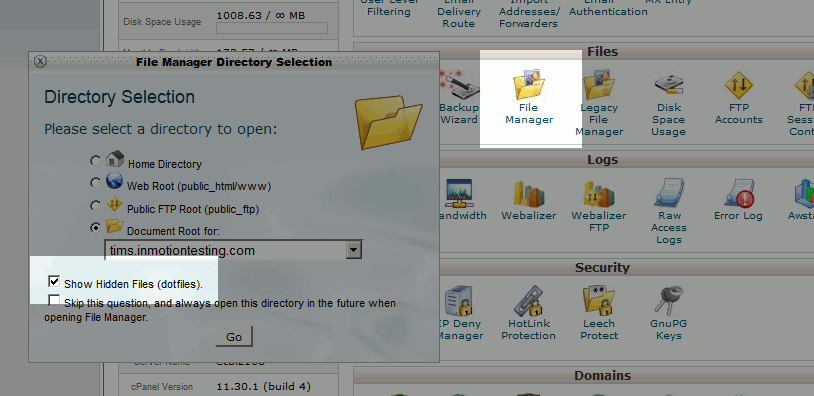 Disk Space Usage
1008.63 / ∞ MB
User Level
Filtering
Email
Delivery
Route
Import
Addresses/
Forwarders
Email
Authentication
MX Entry
Files
File Manager Directory Selection
Directory Selection
Please select a directory to open:
Home Directory
Web Root (public_html/www)
Public FTP Root (public_ftp)
Document Root for:
tims.inmotiontesting.com
Show Hidden Files (dotfiles).
Skip this question, and always open this directory in the future when
opening File Manager.
Go
Backup
Wizard
File
Manager
Legacy
File
Manager
Disk
Space
Usage
FTP
Accounts
Logs
Bandwidth
Webalizer
Webalizer
FTP
Raw
Access
Logs
Error Log
Security
IP Deny
Manager
HotLink
Protection
Leech
Protect
GnuPG
Keys
cPanel Version
11.30.1 (build 4)
Domains